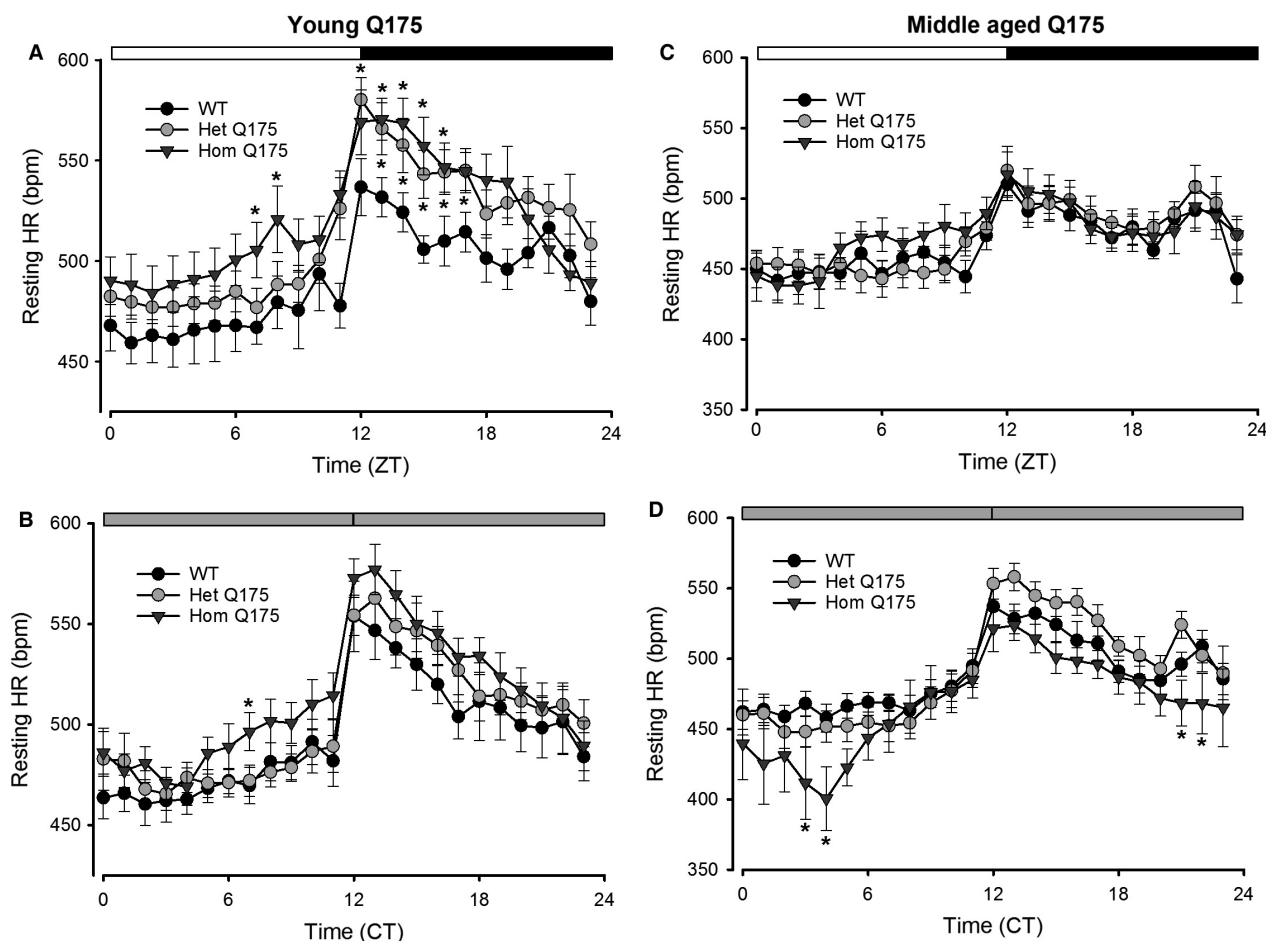 Young Q175
Middle aged Q175
A
600
550
500
450
Resting HR (bpm)
WT
Het Q175
Hom Q175
* * * * * * * * * * * * *
0 6 12 18 24
Time (ZT)
C
600
550
500
450
400
350
Resting HR (bpm)
WT
Het Q175
Hom Q175
0 6 12 18 24
Time (ZT)
B
600
550
500
450
Resting HR (bpm)
WT
Het Q175
Hom Q175
*
0 6 12 18 24
Time (CT)
D
600
550
500
450
400
350
Resting HR (bpm)
WT
Het Q175
Hom Q175
* * * *
0 6 12 18 24
Time (CT)